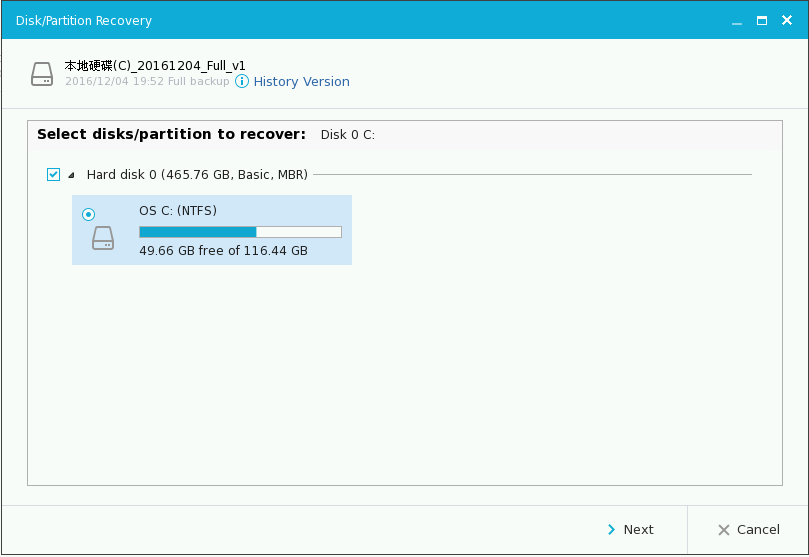 Disk/Partition Recovery
本地硬碟(C)_20161204_Full_v1
2016/12/04 19:52 Full backup History Version
Select disks/partition to recover: Disk 0 C:
Hard disk 0 (465.76 GB, Basic, MBR)
OS C: (NTFS)
49.66 GB free of 116.44 GB
Next Cancel